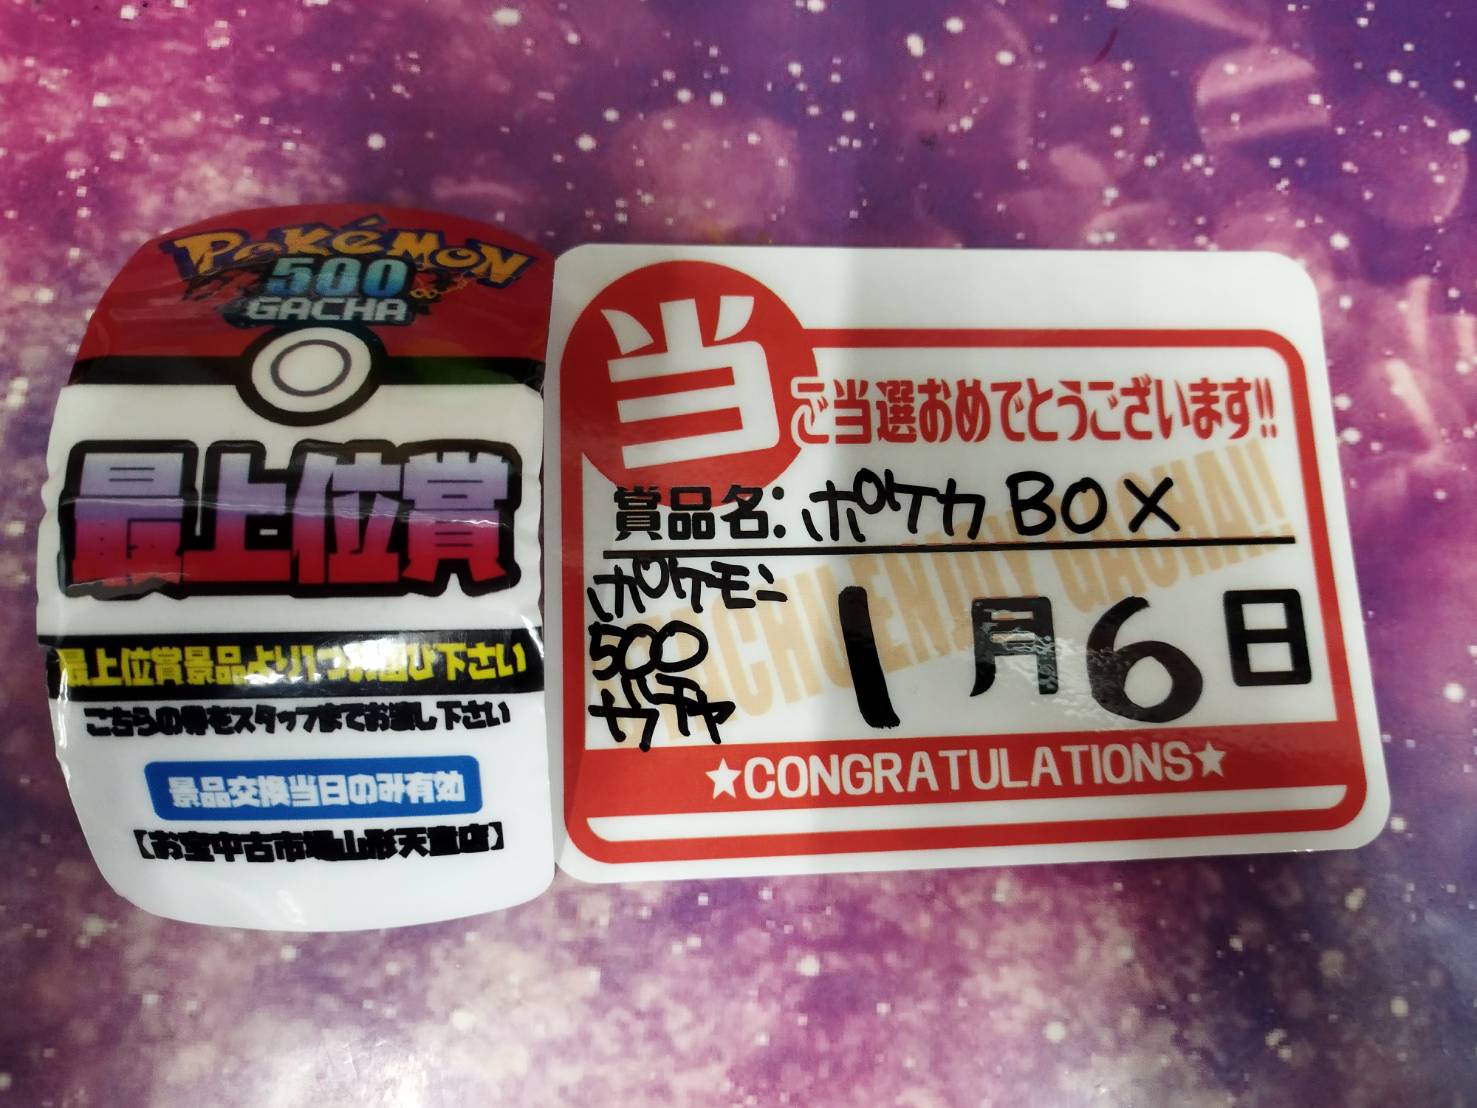 Pokémon
500
GACHA
最上位賞
最上位賞景品より1つお選び下さい
こちらの券をスタッフまでお渡し下さい
景品交換当日のみ有効
【お宝中古市場山形天童店】
当
ご当選おめでとうございます!!
賞品名:ポケカBOX
ポケモン
500
ガチャ
1月6日
★CONGRATULATIONS★